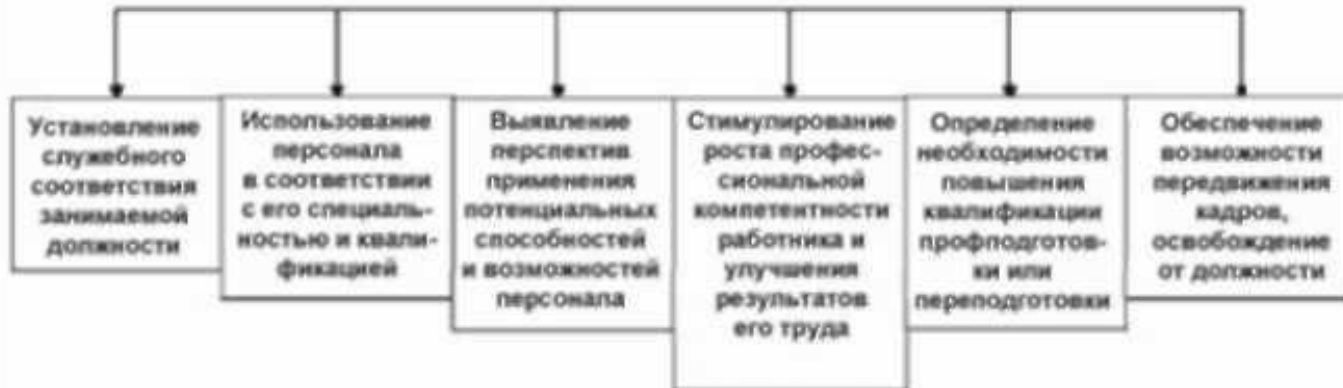 Установление
служебного
соответствия
занимаемой
должности
Использование
персонала
в соответствии
с его специаль-
ностью и квали-
фикацией
Выявление
перспектив
применения
потенциальных
способностей
и возможностей
персонала
Стимулирование
роста профес-
сиональной
компетентности
работника и
улучшения
результатов
его труда
Определение
необходимости
повышения
квалификации
профподготов-
ки или
переподготовки
Обеспечение
возможности
передвижения
кадров,
освобождение
от должности